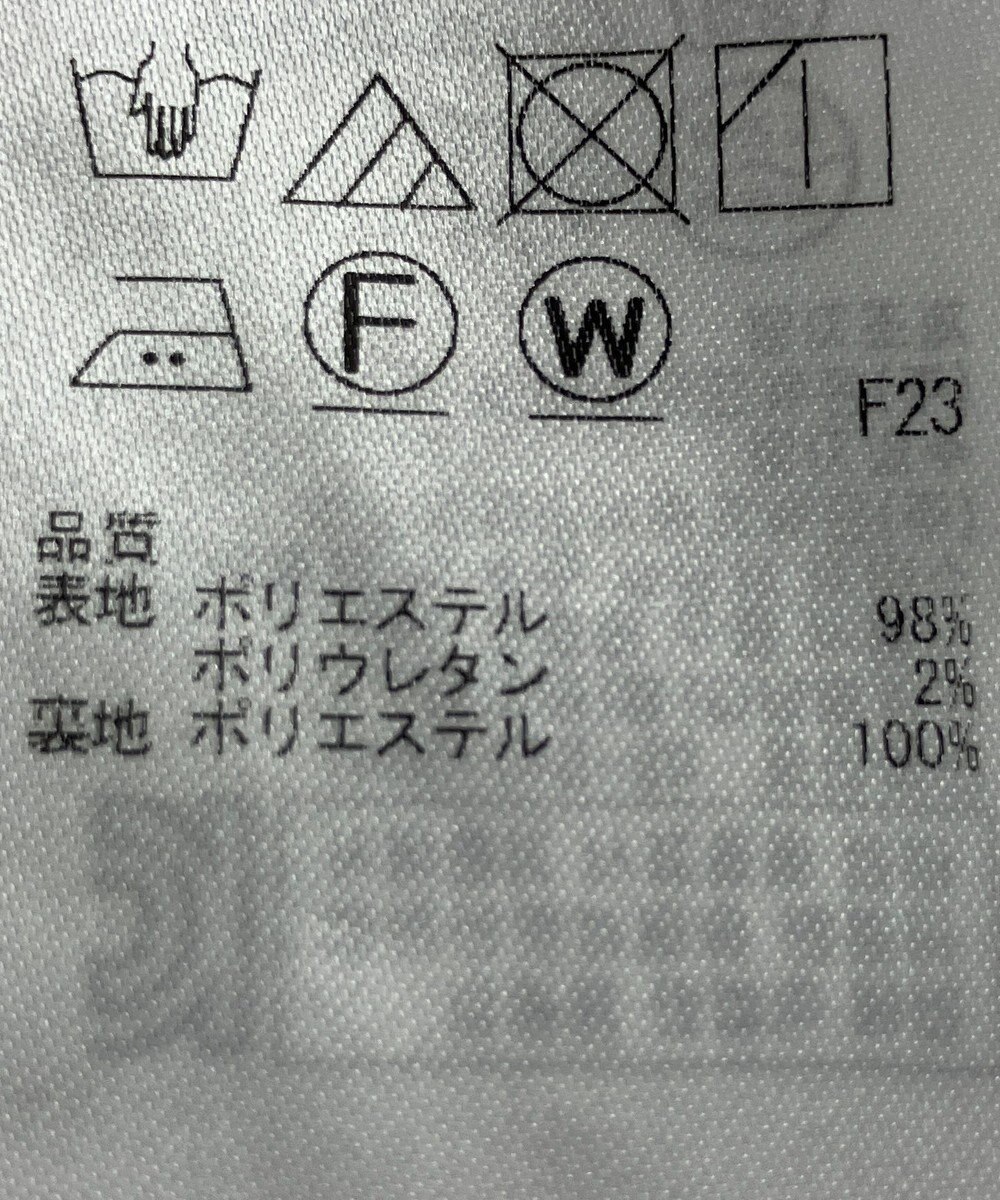 F W
F23
品質
表地 ポリエステル 98%
ポリウレタン 2%
裏地 ポリエステル 100%